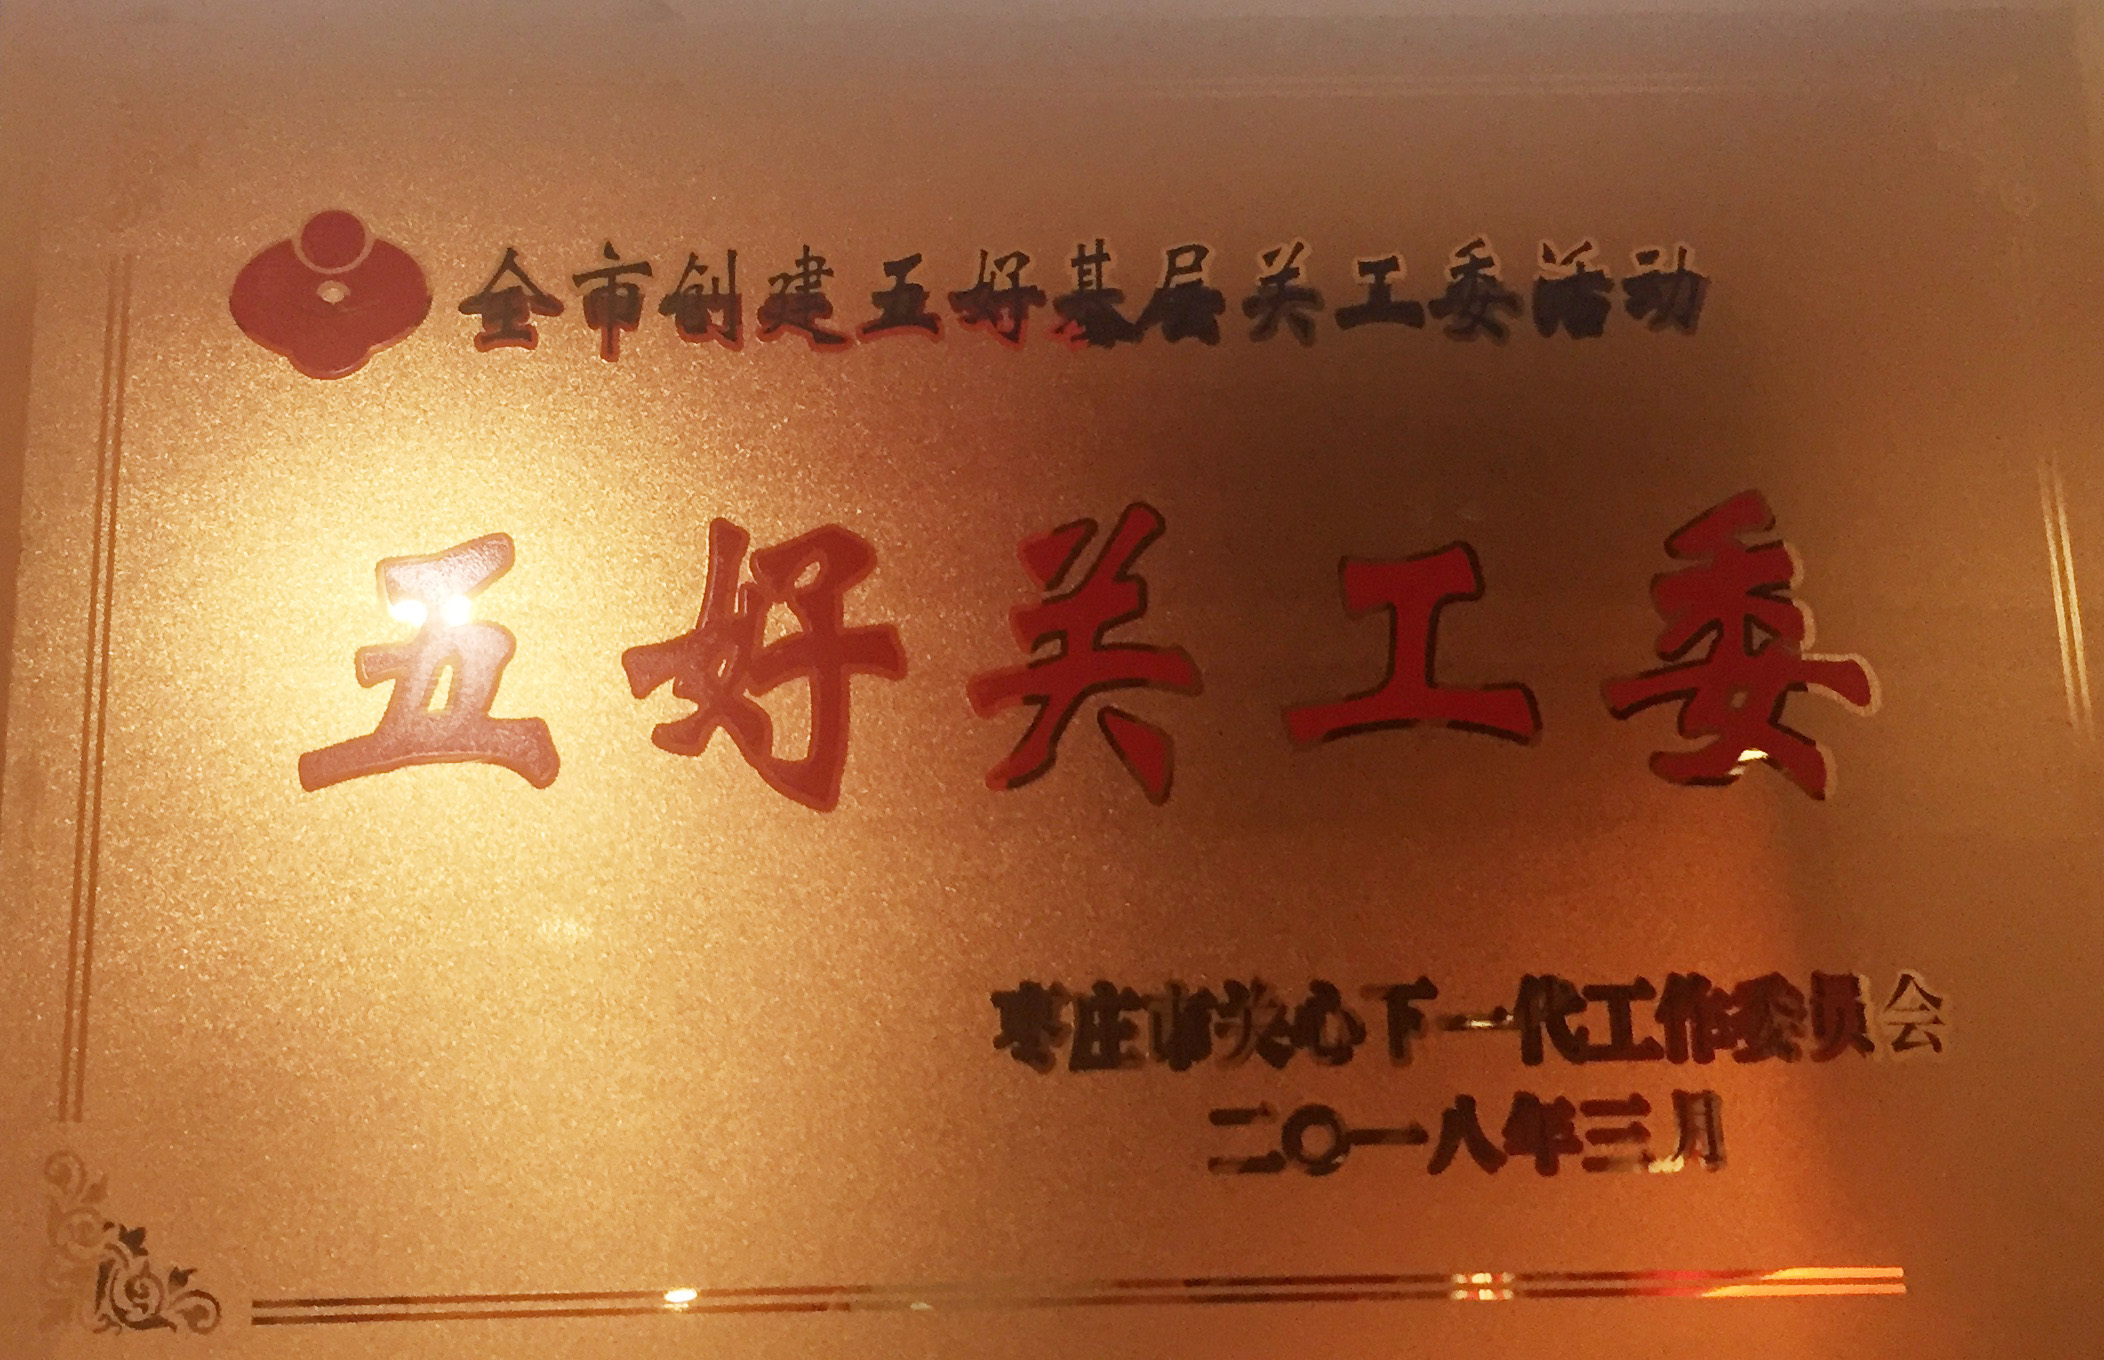 全市创建五好基层关工委活动
五好关工委
枣庄市关心下一代工作委员会
二〇一八年三月